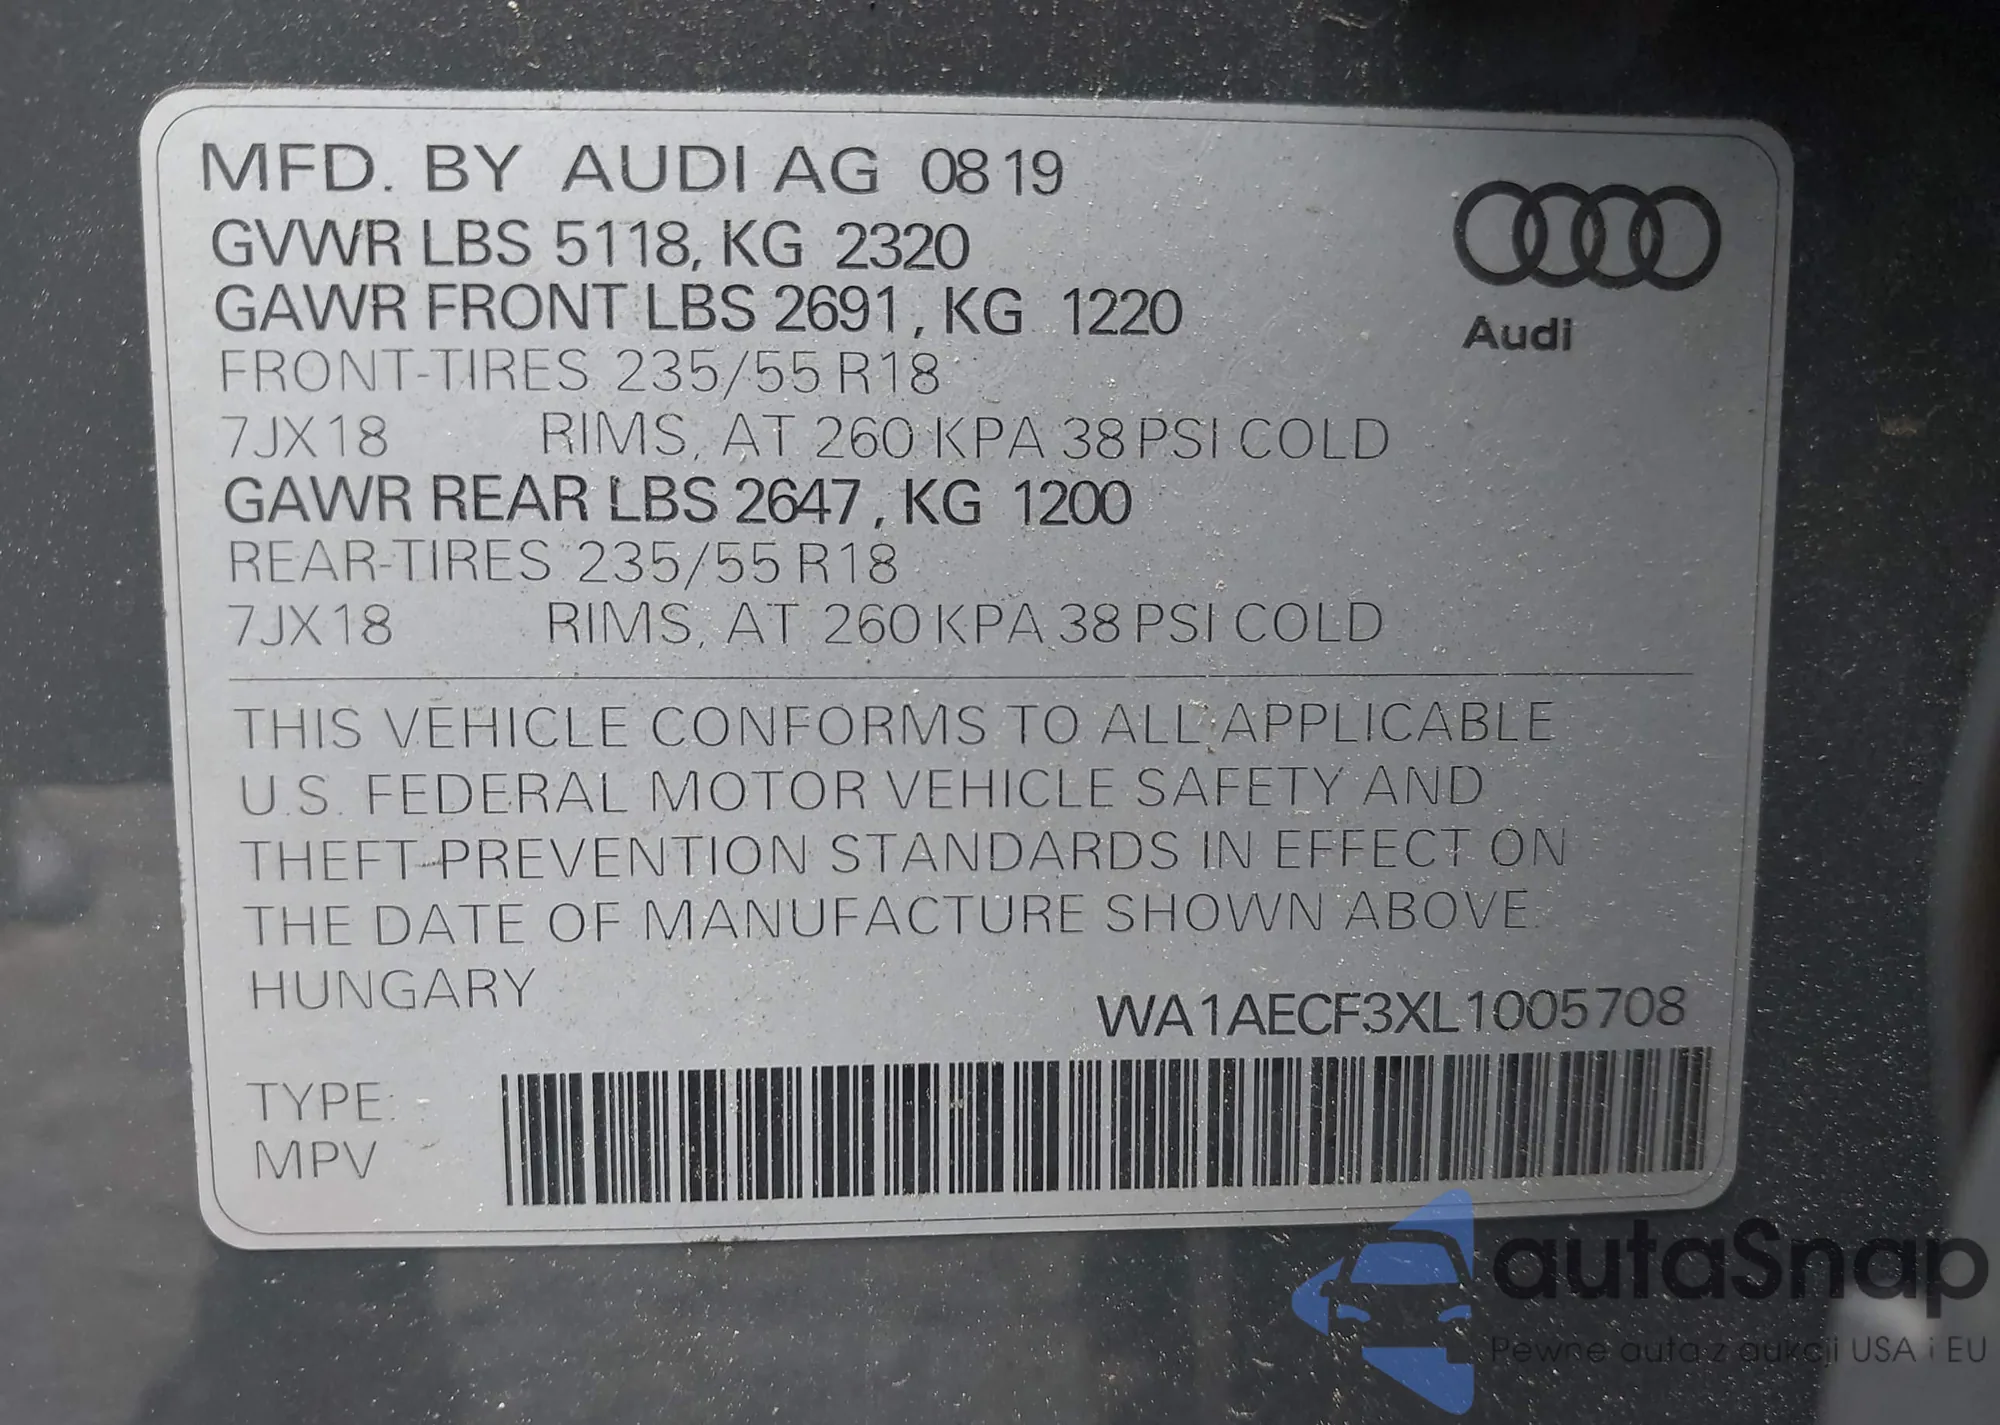 MFD. BY AUDI AG 0819
GVWR LBS 5118, KG 2320
GAWR FRONT LBS 2691, KG 1220
FRONT-TIRES 235/55 R18
7JX18 RIMS, AT 260 KPA 38 PSI COLD
GAWR REAR LBS 2647, KG 1200
REAR-TIRES 235/55 R18
7JX18 RIMS, AT 260 KPA 38 PSI COLD
Audi
THIS VEHICLE CONFORMS TO ALL APPLICABLE
U.S. FEDERAL MOTOR VEHICLE SAFETY AND
THEFT-PREVENTION STANDARDS IN EFFECT ON
THE DATE OF MANUFACTURE SHOWN ABOVE.
HUNGARY
WA1AECF3XL1005708
TYPE:
MPV
autaSnap
Pewne auta z aukcji USA i EU